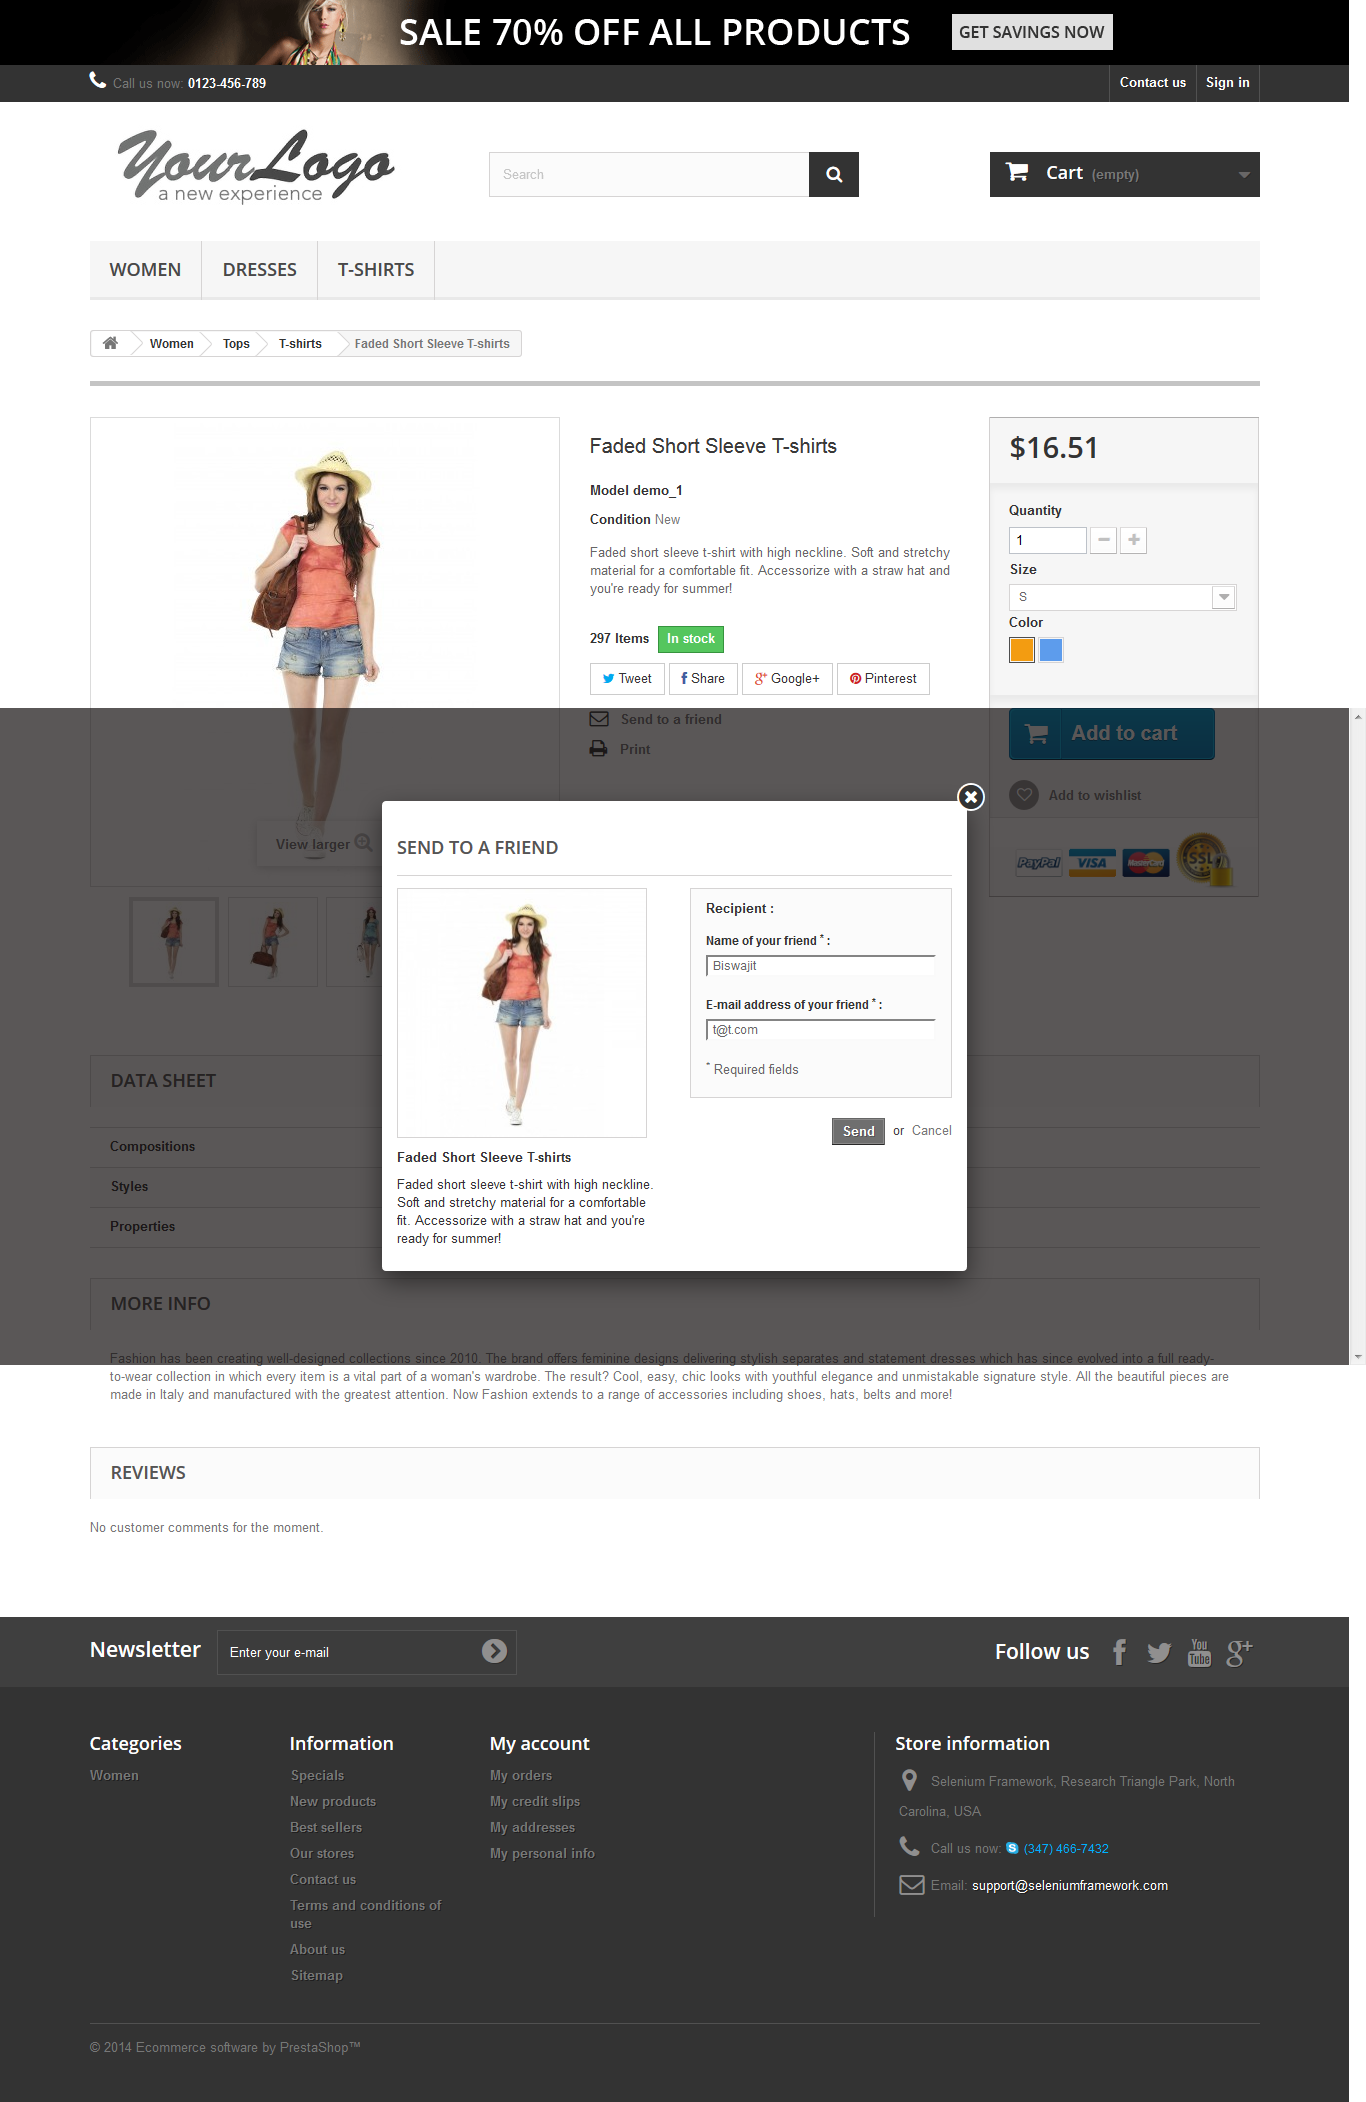 SALE 70% OFF ALL PRODUCTS GET SAVINGS NOW
Call us now: 0123-456-789 Contact us Sign in
Your Logo
a new experience
Search
Cart (empty)
WOMEN DRESSES T-SHIRTS
Women Tops T-shirts Faded Short Sleeve T-shirts
Faded Short Sleeve T-shirts
Model demo_1
Condition New
Faded short sleeve t-shirt with high neckline. Soft and stretchy
material for a comfortable fit. Accessorize with a straw hat and
you're ready for summer!
297 Items In stock
Tweet Share Google+ Pinterest
Send to a friend
Print
$16.51
Quantity
1
Size
S
Color
Add to cart
Add to wishlist
PayPal VISA MasterCard SSL
View larger
SEND TO A FRIEND
Recipient :
Name of your friend * :
Biswajit
E-mail address of your friend * :
t@t.com
* Required fields
Send or Cancel
Faded Short Sleeve T-shirts
Faded short sleeve t-shirt with high neckline.
Soft and stretchy material for a comfortable
fit. Accessorize with a straw hat and you're
ready for summer!
DATA SHEET
Compositions
Styles
Properties
MORE INFO
Fashion has been creating well-designed collections since 2010. The brand offers feminine designs delivering stylish separates and statement dresses which has since evolved into a full ready-
to-wear collection in which every item is a vital part of a woman's wardrobe. The result? Cool, easy, chic looks with youthful elegance and unmistakable signature style. All the beautiful pieces are
made in Italy and manufactured with the greatest attention. Now Fashion extends to a range of accessories including shoes, hats, belts and more!
REVIEWS
No customer comments for the moment.
Newsletter Enter your e-mail
Follow us You Tube
Categories
Women
Information
Specials
New products
Best sellers
Our stores
Contact us
Terms and conditions of
use
About us
Sitemap
My account
My orders
My credit slips
My addresses
My personal info
Store information
Selenium Framework, Research Triangle Park, North
Carolina, USA
Call us now: (347) 466-7432
Email: support@seleniumframework.com
© 2014 Ecommerce software by PrestaShop™